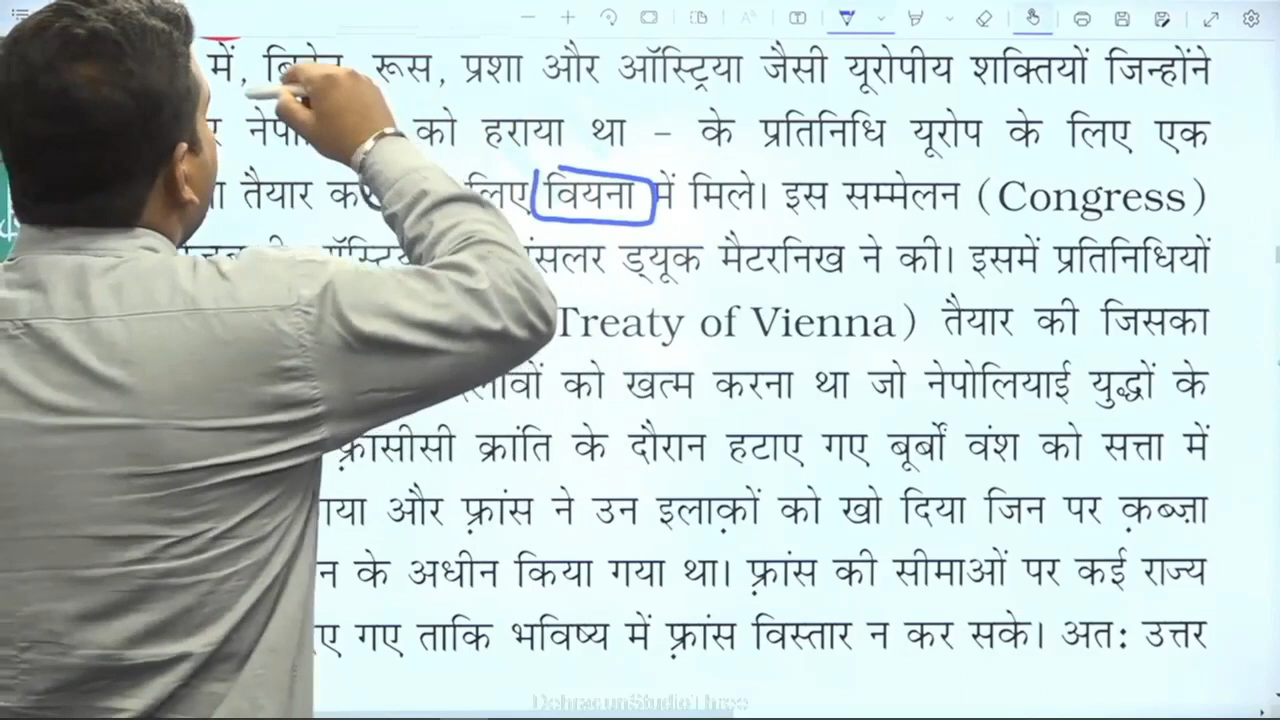 में, रूस, प्रशा और ऑस्ट्रिया जैसी यूरोपीय शक्तियों जिन्होंने
को हराया था – के प्रतिनिधि यूरोप के लिए एक
तैयार लिए वियना में मिले। इस सम्मेलन (Congress)
ड्यूक मैटरनिख ने की। इसमें प्रतिनिधियों
Treaty of Vienna) तैयार की जिसका
को खत्म करना था जो नेपोलियाई युद्धों के
फ़्रांसीसी क्रांति के दौरान हटाए गए बूर्बों वंश को सत्ता में
और फ़्रांस ने उन इलाक़ों को खो दिया जिन पर क़ब्ज़ा
के अधीन किया गया था। फ़्रांस की सीमाओं पर कई राज्य
गए ताकि भविष्य में फ़्रांस विस्तार न कर सके। अतः उत्तर